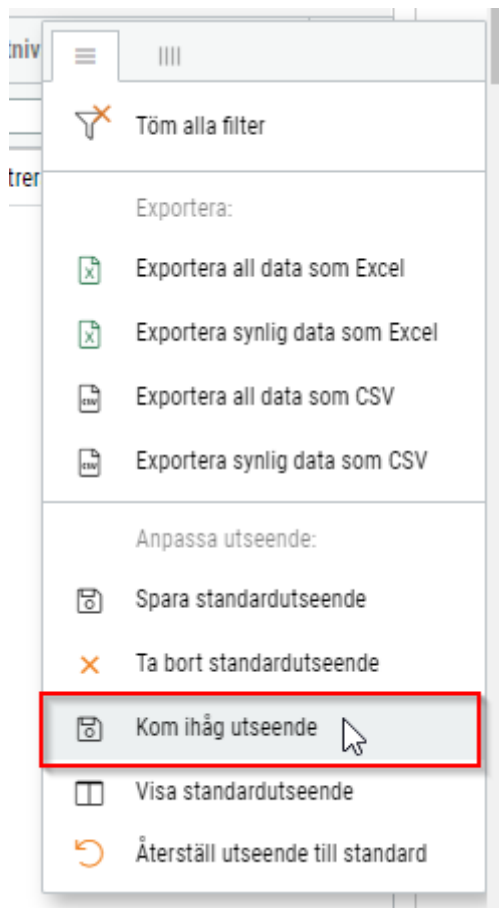 tniv
Töm alla filter
trer
Exportera:
Exportera all data som Excel
Exportera synlig data som Excel
Exportera all data som CSV
Exportera synlig data som CSV
Anpassa utseende:
Spara standardutseende
Ta bort standardutseende
Kom ihåg utseende
Visa standardutseende
Återställ utseende till standard